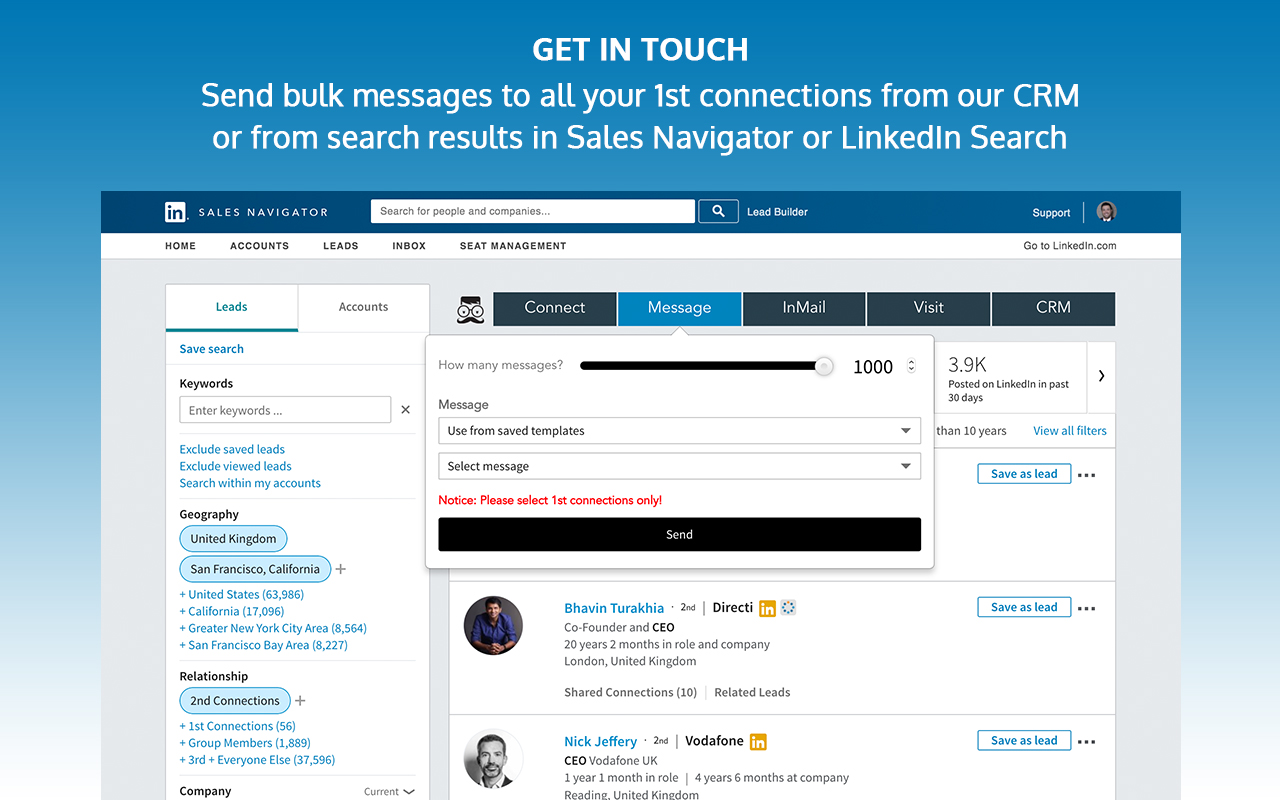 GET IN TOUCH
Send bulk messages to all your 1st connections from our CRM
or from search results in Sales Navigator or LinkedIn Search
in SALES NAVIGATOR
Search for people and companies...
Lead Builder
Support
HOME ACCOUNTS LEADS INBOX SEAT MANAGEMENT
Go to LinkedIn.com
Leads
Accounts
Connect
Message
InMail
Visit
CRM
Save search
Keywords
Enter keywords ...
Exclude saved leads
Exclude viewed leads
Search within my accounts
Geography
United Kingdom
San Francisco, California +
+ United States (63,986)
+ California (17,096)
+ Greater New York City Area (8,564)
+ San Francisco Bay Area (8,227)
Relationship
2nd Connections +
+ 1st Connections (56)
+ Group Members (1,889)
+ 3rd + Everyone Else (37,596)
Company
Current
How many messages?
1000
Message
Use from saved templates
Select message
Notice: Please select 1st connections only!
Send
3.9K
Posted on LinkedIn in past
30 days
than 10 years
View all filters
Save as lead
Bhavin Turakhia · 2nd | Directi in
Save as lead
Co-Founder and CEO
20 years 2 months in role and company
London, United Kingdom
Shared Connections (10) | Related Leads
Nick Jeffery · 2nd | Vodafone in
Save as lead
CEO Vodafone UK
1 year 1 month in role | 4 years 6 months at company
Reading, United Kingdom